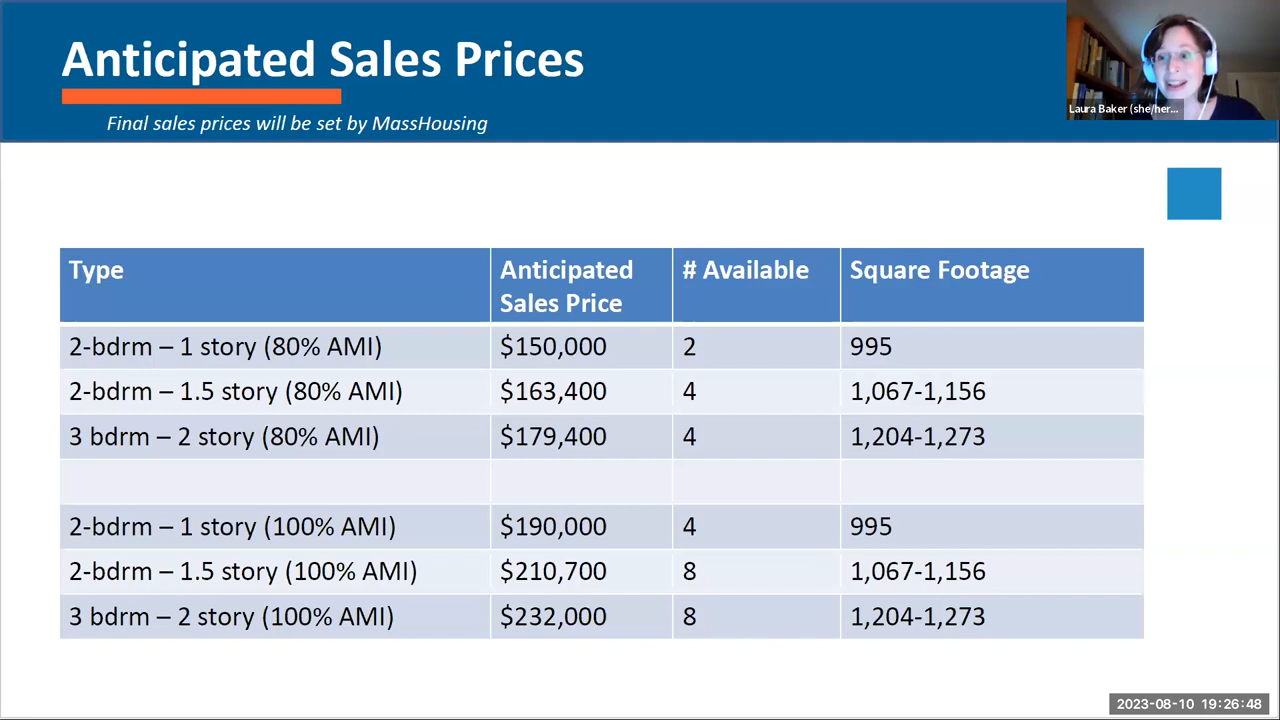 Anticipated Sales Prices
Final sales prices will be set by MassHousing
Laura Baker (she/her...
Type Anticipated Sales Price # Available Square Footage
2-bdrm – 1 story (80% AMI) $150,000 2 995
2-bdrm – 1.5 story (80% AMI) $163,400 4 1,067-1,156
3 bdrm – 2 story (80% AMI) $179,400 4 1,204-1,273
2-bdrm – 1 story (100% AMI) $190,000 4 995
2-bdrm – 1.5 story (100% AMI) $210,700 8 1,067-1,156
3 bdrm – 2 story (100% AMI) $232,000 8 1,204-1,273
2023-08-10 19:26:48